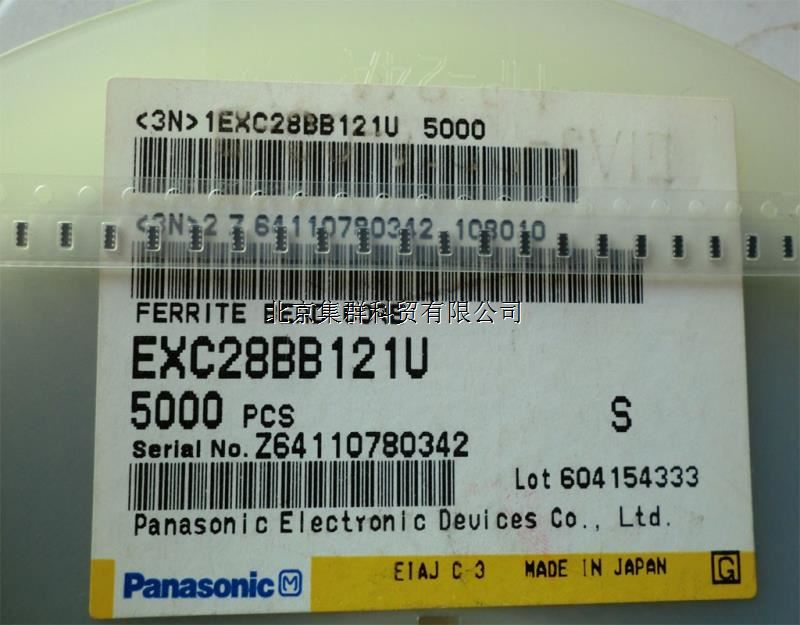 <3N>1EXC28BB121U 5000
<3N>2 Z 64110780342 108010
FERRITE
北京集群科贸有限公司
EXC28BB121U
5000 PCS
S
Serial No. Z64110780342
Lot 604154333
Panasonic Electronic Devices Co., Ltd.
Panasonic M
EIAJ C-3 MADE IN JAPAN G